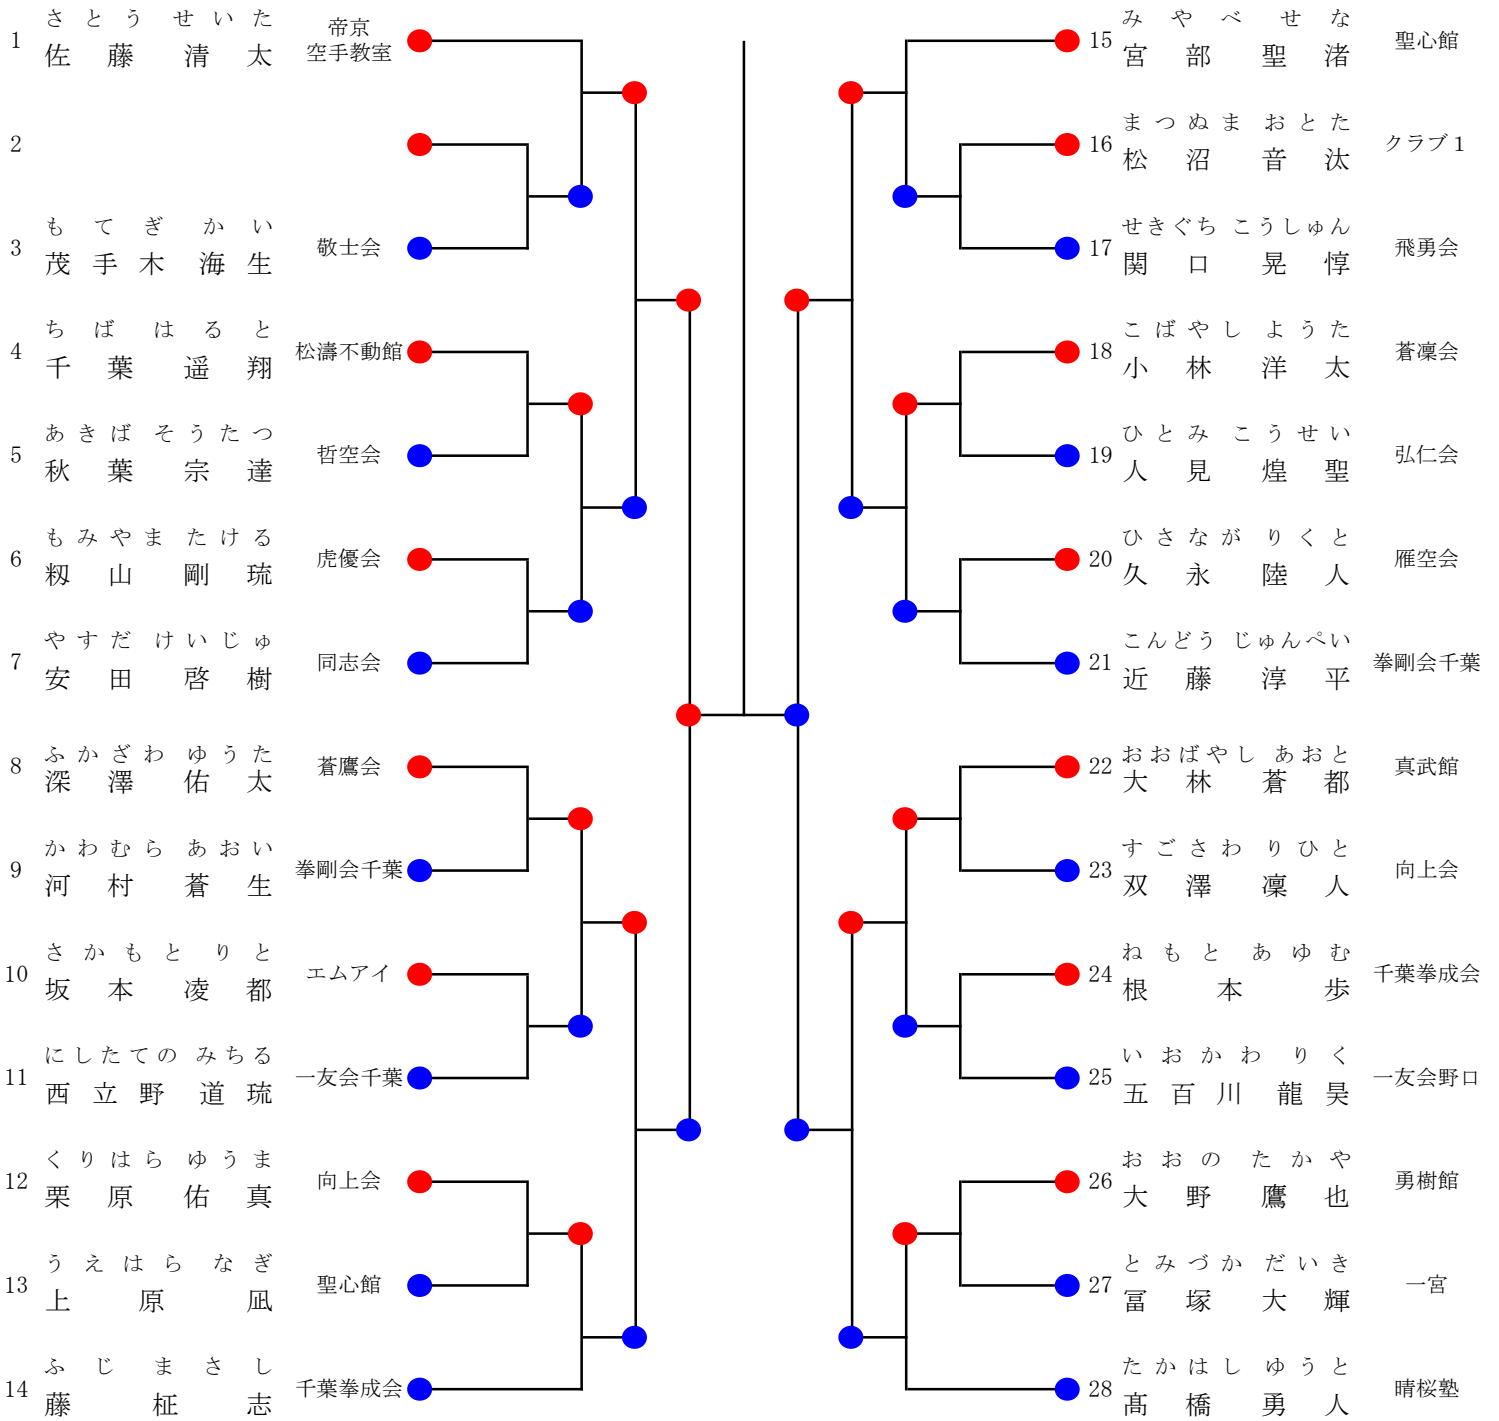 さとう せいた
1 佐藤 清太 帝京
空手教室
2
もてぎ かい
3 茂手木 海生 敬士会
ちば はると
4 千葉 遥翔 松濤不動館
あきば そうたつ
5 秋葉 宗達 哲空会
もみやま たける
6 籾山 剛琉 虎優会
やすだ けいじゅ
7 安田 啓樹 同志会
ふかざわ ゆうた
8 深澤 佑太 蒼鷹会
かわむら あおい
9 河村 蒼生 拳剛会千葉
さかもと りと
10 坂本 凌都 エムアイ
にしたての みちる
11 西立野 道琉 一友会千葉
くりはら ゆうま
12 栗原 佑真 向上会
うえはら なぎ
13 上原 凪 聖心館
ふじ まさし
14 藤 柾志 千葉拳成会
みやべ せな
15 宮部 聖渚 聖心館
まつぬま おとた
16 松沼 音汰 クラブ1
せきぐち こうしゅん
17 関口 晃惇 飛勇会
こばやし ようた
18 小林 洋太 蒼凜会
ひとみ こうせい
19 人見 煌聖 弘仁会
ひさなが りくと
20 久永 陸人 雁空会
こんどう じゅんぺい
21 近藤 淳平 拳剛会千葉
おおばやし あおと
22 大林 蒼都 真武館
すごさわ りひと
23 双澤 凜人 向上会
ねもと あゆむ
24 根本 歩 千葉拳成会
いおかわ りく
25 五百川 龍昊 一友会野口
おおの たかや
26 大野 鷹也 勇樹館
とみづか だいき
27 冨塚 大輝 一宮
たかはし ゆうと
28 髙橋 勇人 晴桜塾